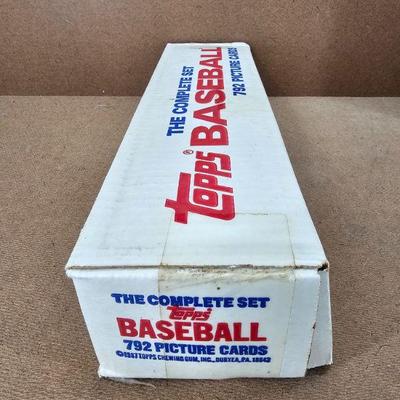 THE COMPLETE SET
Topps® BASEBALL
792 PICTURE CARDS
THE COMPLETE SET
Topps
BASEBALL
792 PICTURE CARDS
©1987 TOPPS CHEWING GUM, INC., DURYEA, PA. 18642